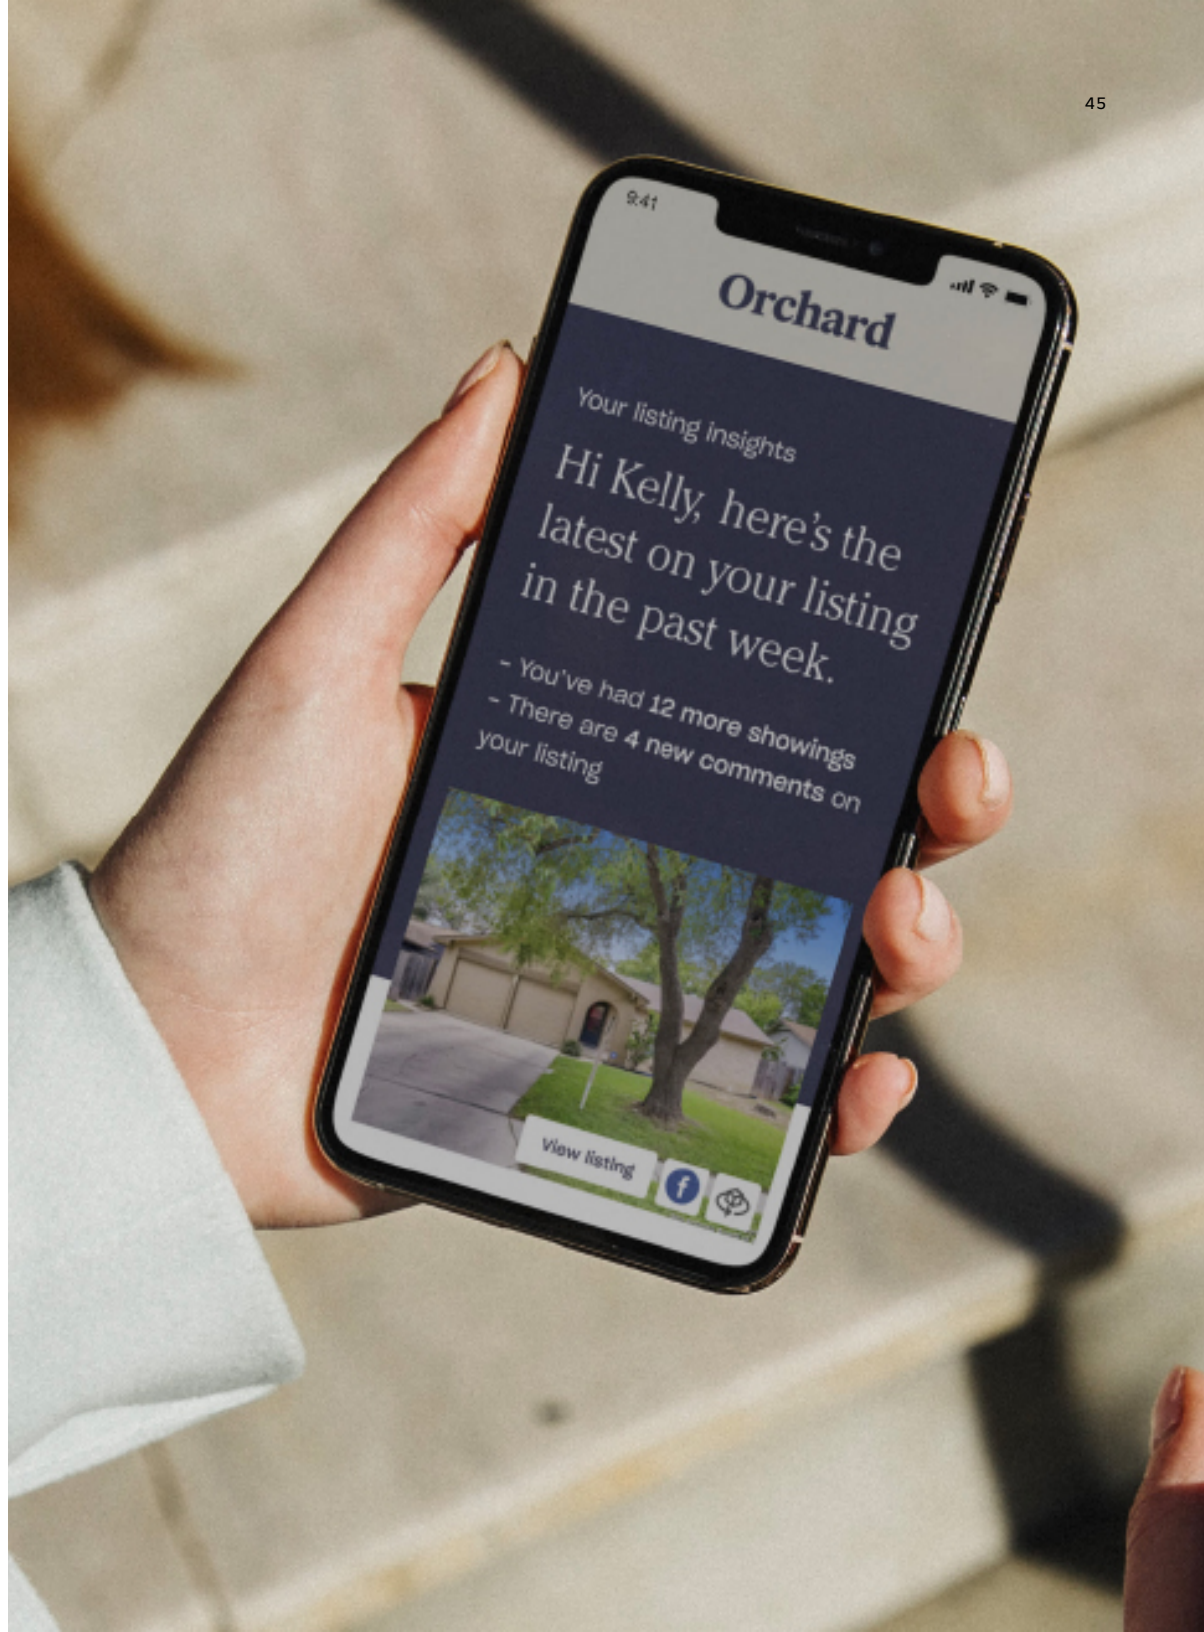 45
9:41
Orchard
Your listing insights
Hi Kelly, here’s the
latest on your listing
in the past week.
– You’ve had 12 more showings
– There are 4 new comments on
your listing
View listing
f